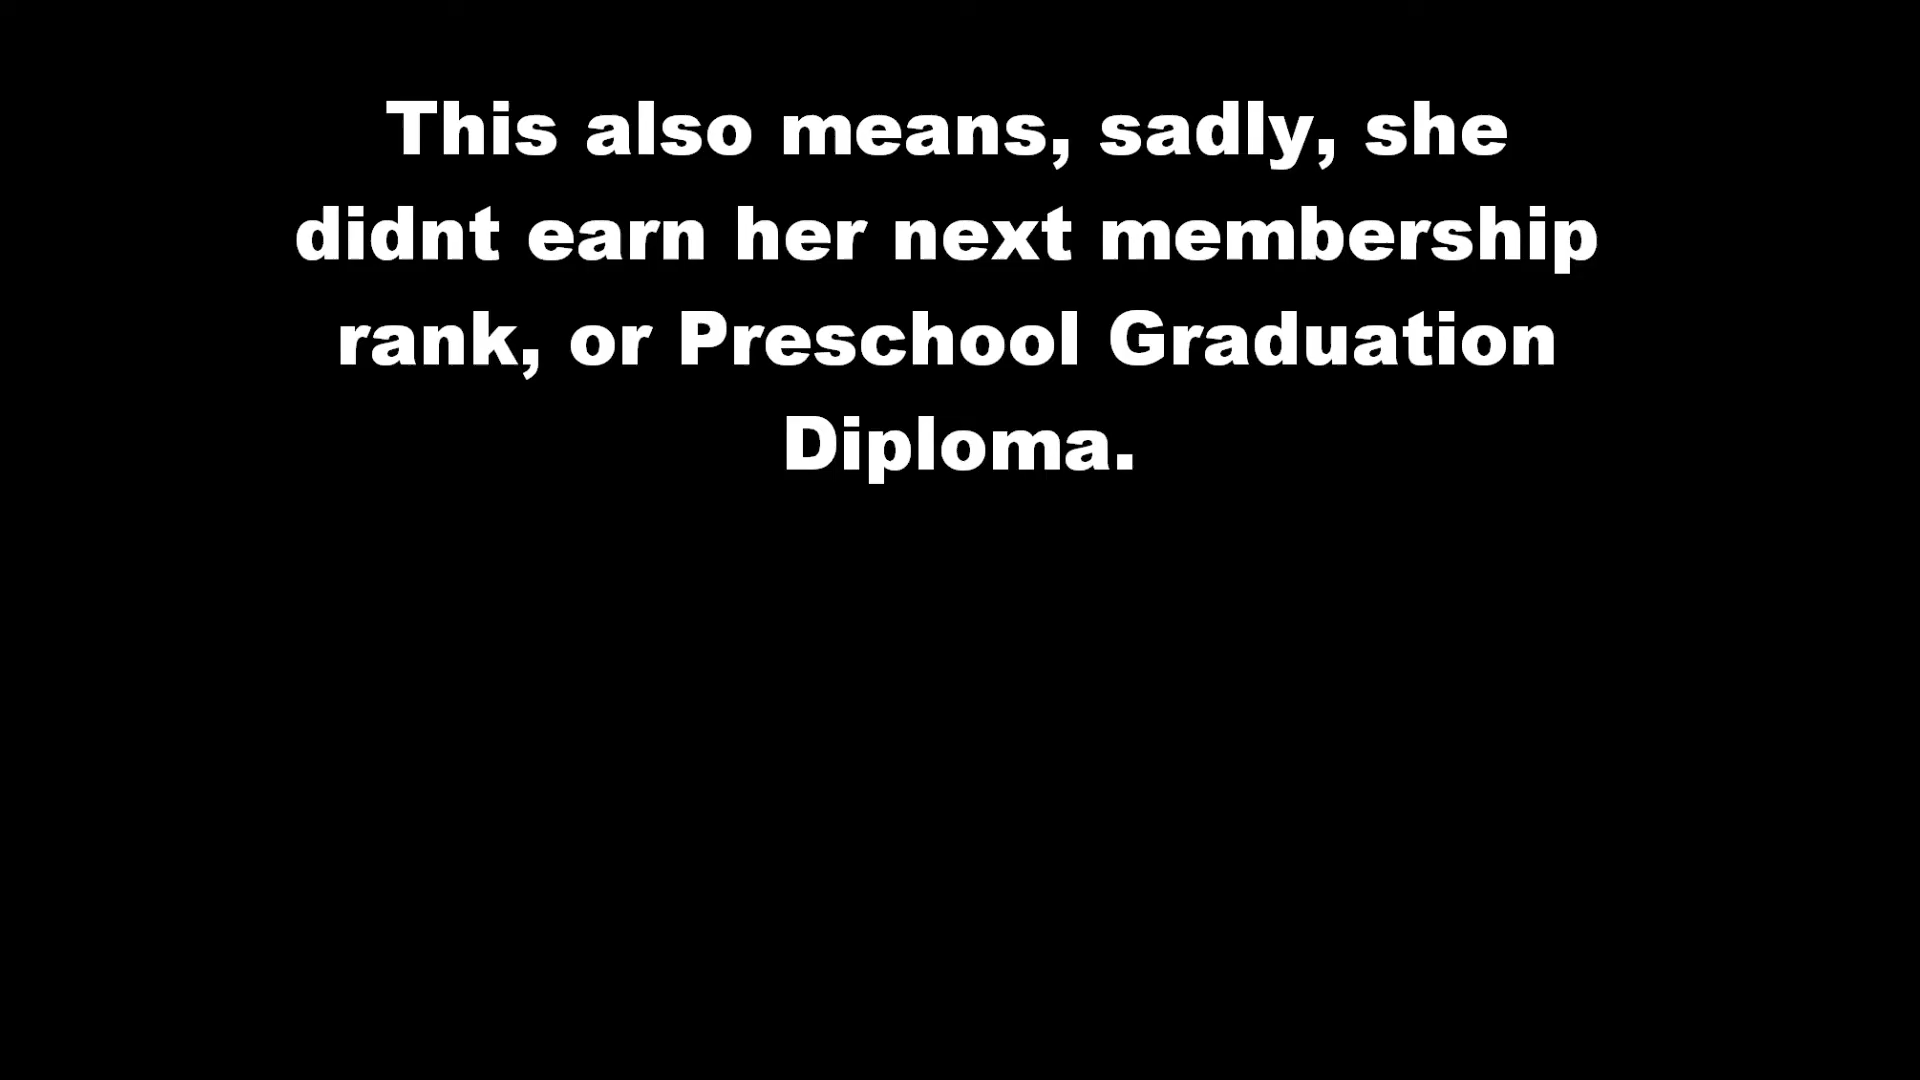 This also means, sadly, she
didnt earn her next membership
rank, or Preschool Graduation
Diploma.